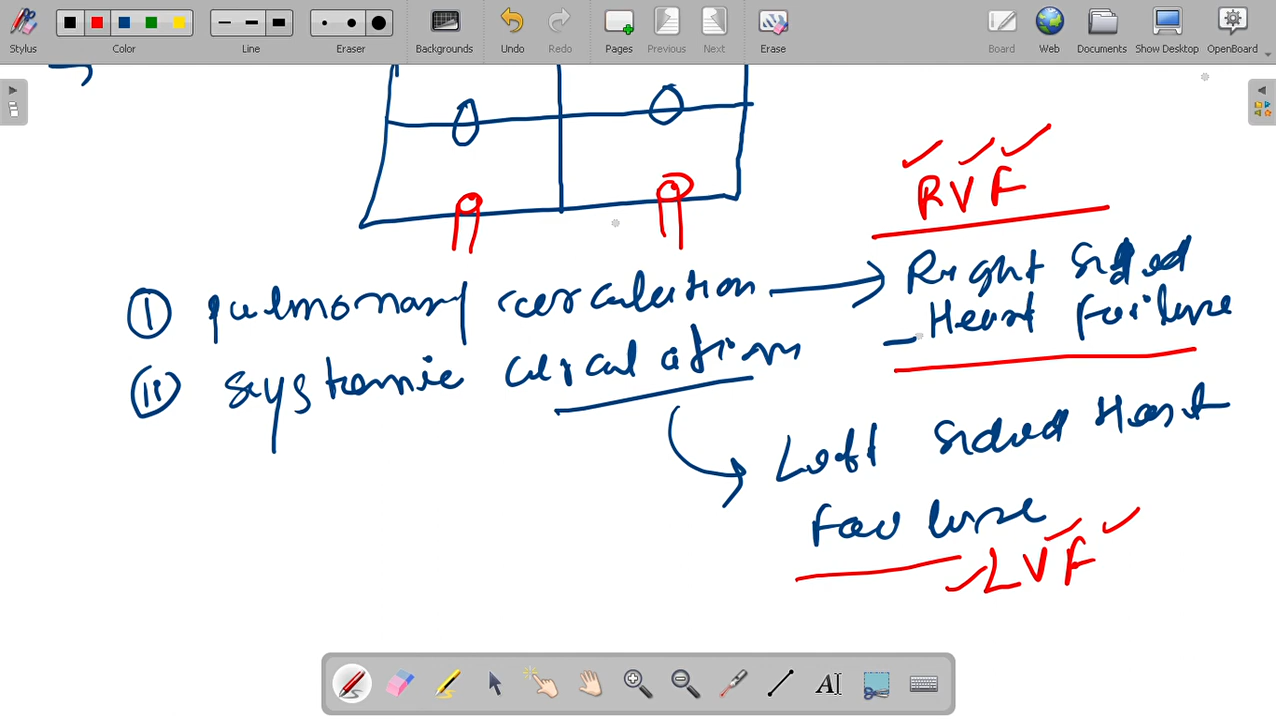 Stylus Color Line Eraser Backgrounds Undo Redo Pages Previous Next Erase Board Web Documents Show Desktop OpenBoard
RVF
I pulmonary circulation → Right sided
Heart Failure
II systemic circulation
Left sided Heart
Failure
LVF
AI